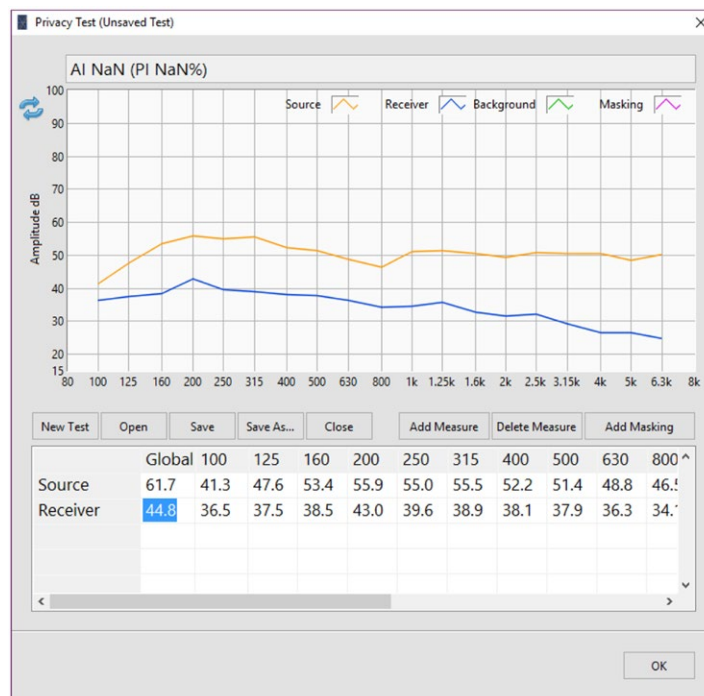 Privacy Test (Unsaved Test)
AI NaN (PI NaN%)
Source Receiver Background Masking
100
90
80
70
60
50
40
30
20
15
Amplitude dB
80 100 125 160 200 250 315 400 500 630 800 1k 1.25k 1.6k 2k 2.5k 3.15k 4k 5k 6.3k 8k
New Test Open Save Save As... Close Add Measure Delete Measure Add Masking
Global 100 125 160 200 250 315 400 500 630 800
Source 61.7 41.3 47.6 53.4 55.9 55.0 55.5 52.2 51.4 48.8 46.5
Receiver 44.8 36.5 37.5 38.5 43.0 39.6 38.9 38.1 37.9 36.3 34.1
OK